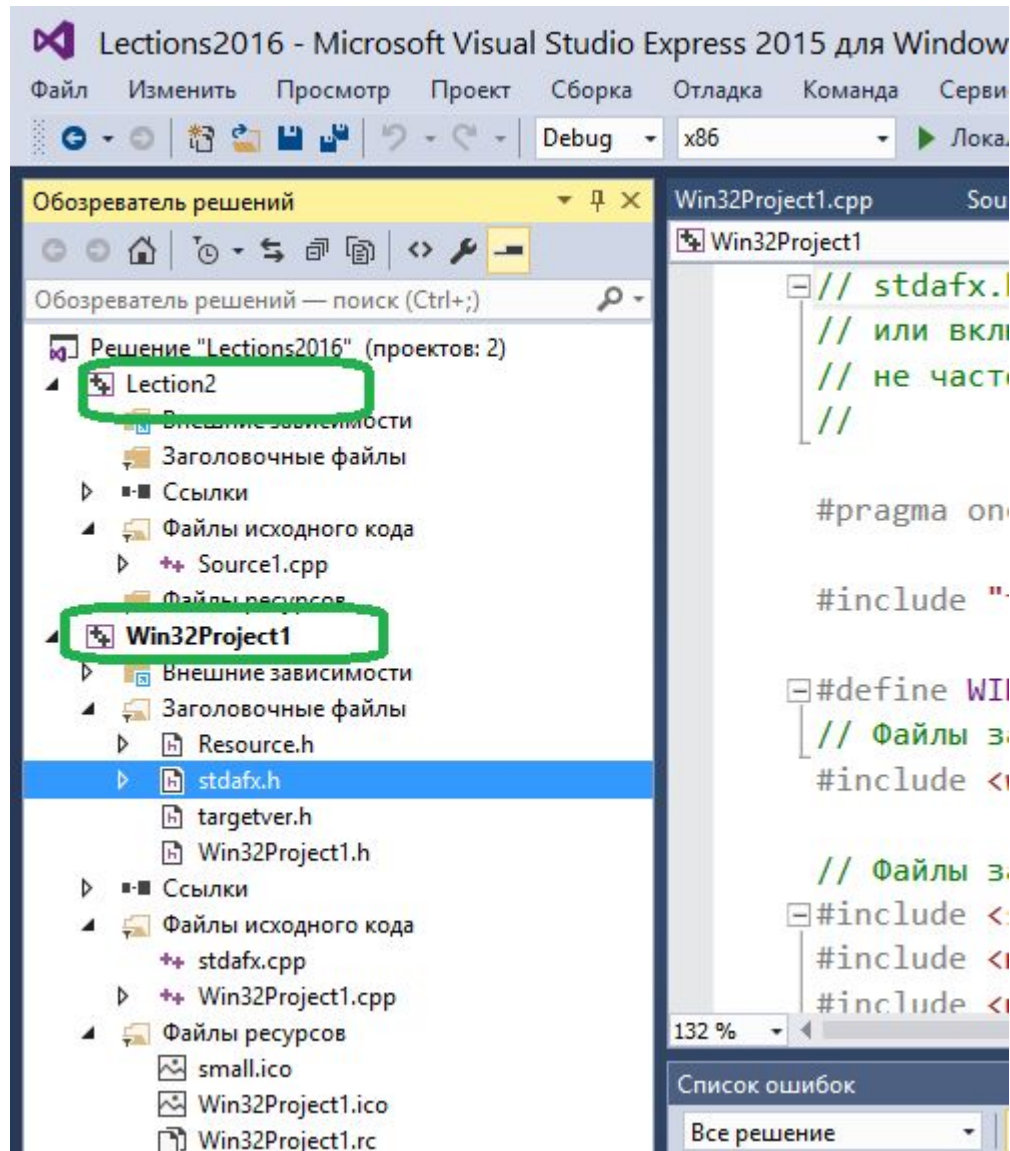 Lections2016 - Microsoft Visual Studio Express 2015 для Window
Файл Изменить Просмотр Проект Сборка Отладка Команда Серви
Debug x86 Лока
Обозреватель решений
Обозреватель решений — поиск (Ctrl+;)
Решение "Lections2016" (проектов: 2)
Lection2
Внешние зависимости
Заголовочные файлы
Ссылки
Файлы исходного кода
Source1.cpp
Файлы ресурсов
Win32Project1
Внешние зависимости
Заголовочные файлы
Resource.h
stdafx.h
targetver.h
Win32Project1.h
Ссылки
Файлы исходного кода
stdafx.cpp
Win32Project1.cpp
Файлы ресурсов
small.ico
Win32Project1.ico
Win32Project1.rc
Win32Project1.cpp Sou
Win32Project1
// stdafx.
// или вкл
// не част
//
#pragma on
#include "
#define WI
// Файлы з
#include <
// Файлы з
#include <
#include <
#include <
132 %
Список ошибок
Все решение